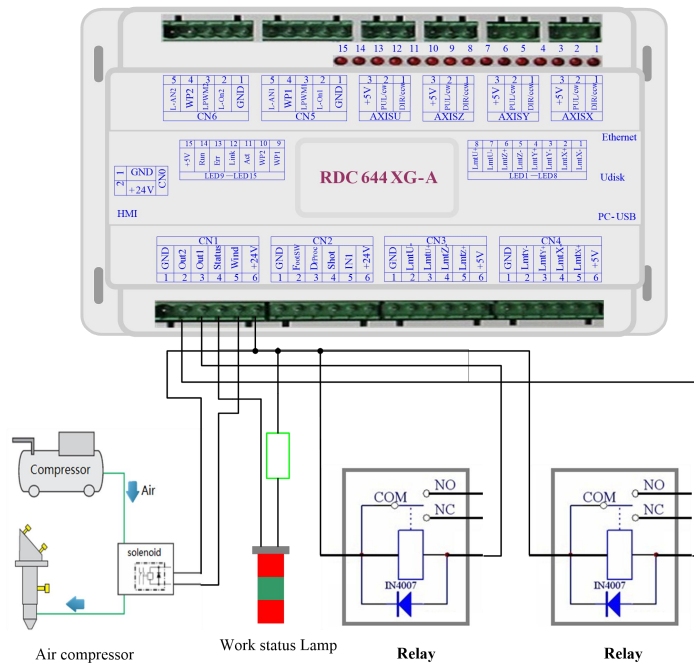 15 14 13 12 11 10 9 8 7 6 5 4 3 2 1
5 4 3 2 1
L-AN2 WP2 LPWM2 L-On2 GND
CN6
5 4 3 2 1
L-AN1 WP1 LPWM1 L-On1 GND
CN5
3 2 1
+5V PUL/cw DIR/ccw
AXISU
3 2 1
+5V PUL/cw DIR/ccw
AXISZ
3 2 1
+5V PUL/cw DIR/ccw
AXISY
3 2 1
+5V PUL/cw DIR/ccw
AXISX
Ethernet
15 14 13 12 11 10 9
+5V Run Err Link Act WP2 WP1
LED9 —LED15
8 7 6 5 4 3 2 1
LmtU+ LmtU- LmtZ+ LmtZ- LmtY+ LmtY- LmtX+ LmtX-
LED1 —LED8
RDC 644 XG-A
1 GND
2 +24V
CN0
Udisk
HMI
PC-USB
CN1
GND Out2 Out1 Status Wind +24V
1 2 3 4 5 6
CN2
GND FootSW DrProc Shot IN1
1 2 3 4 5 6
CN3
GND LmtU- LmtU+ LmtZ- LmtZ+ +5V
1 2 3 4 5 6
CN4
GND LmtY- LmtY+ LmtX- LmtX+ +5V
1 2 3 4 5 6
Compressor
Air
solenoid
Air compressor
Work status Lamp
NO
COM
NC
IN4007
Relay
NO
COM
NC
IN4007
Relay